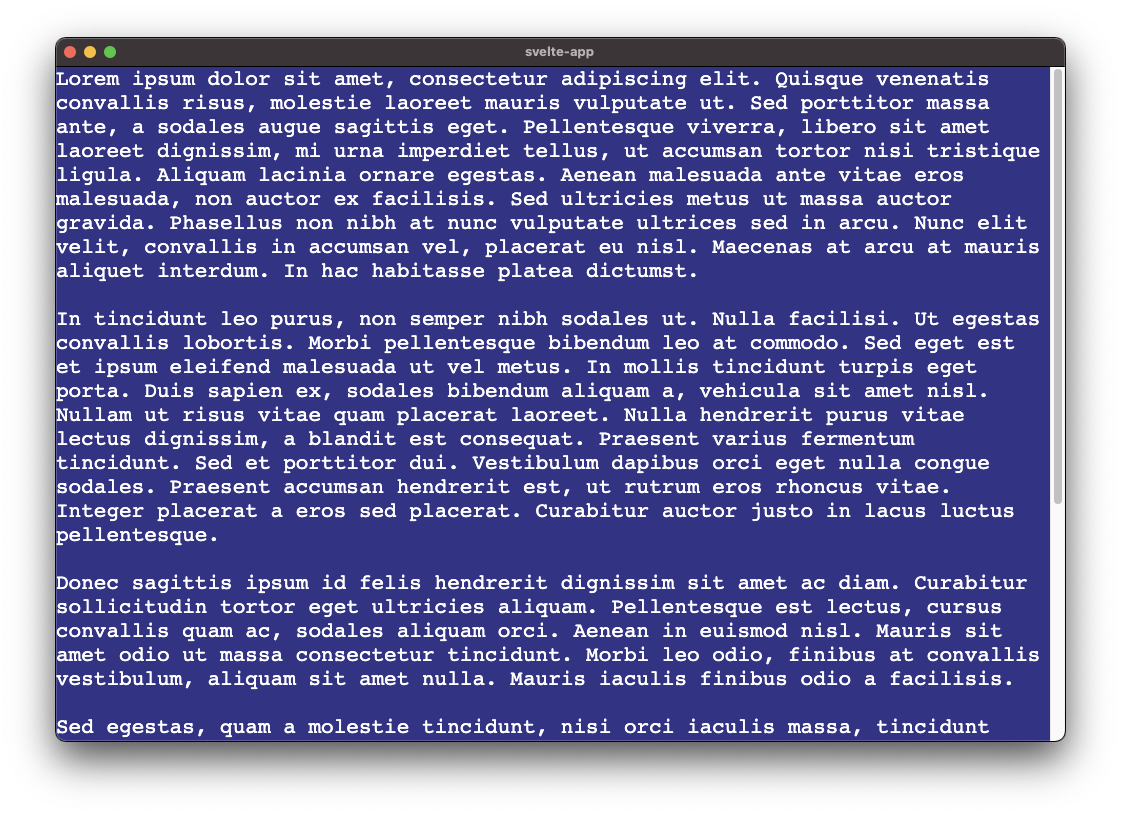 svelte-app
Lorem ipsum dolor sit amet, consectetur adipiscing elit. Quisque venenatis
convallis risus, molestie laoreet mauris vulputate ut. Sed porttitor massa
ante, a sodales augue sagittis eget. Pellentesque viverra, libero sit amet
laoreet dignissim, mi urna imperdiet tellus, ut accumsan tortor nisi tristique
ligula. Aliquam lacinia ornare egestas. Aenean malesuada ante vitae eros
malesuada, non auctor ex facilisis. Sed ultricies metus ut massa auctor
gravida. Phasellus non nibh at nunc vulputate ultrices sed in arcu. Nunc elit
velit, convallis in accumsan vel, placerat eu nisl. Maecenas at arcu at mauris
aliquet interdum. In hac habitasse platea dictumst.

In tincidunt leo purus, non semper nibh sodales ut. Nulla facilisi. Ut egestas
convallis lobortis. Morbi pellentesque bibendum leo at commodo. Sed eget est
et ipsum eleifend malesuada ut vel metus. In mollis tincidunt turpis eget
porta. Duis sapien ex, sodales bibendum aliquam a, vehicula sit amet nisl.
Nullam ut risus vitae quam placerat laoreet. Nulla hendrerit purus vitae
lectus dignissim, a blandit est consequat. Praesent varius fermentum
tincidunt. Sed et porttitor dui. Vestibulum dapibus orci eget nulla congue
sodales. Praesent accumsan hendrerit est, ut rutrum eros rhoncus vitae.
Integer placerat a eros sed placerat. Curabitur auctor justo in lacus luctus
pellentesque.

Donec sagittis ipsum id felis hendrerit dignissim sit amet ac diam. Curabitur
sollicitudin tortor eget ultricies aliquam. Pellentesque est lectus, cursus
convallis quam ac, sodales aliquam orci. Aenean in euismod nisl. Mauris sit
amet odio ut massa consectetur tincidunt. Morbi leo odio, finibus at convallis
vestibulum, aliquam sit amet nulla. Mauris iaculis finibus odio a facilisis.

Sed egestas, quam a molestie tincidunt, nisi orci iaculis massa, tincidunt